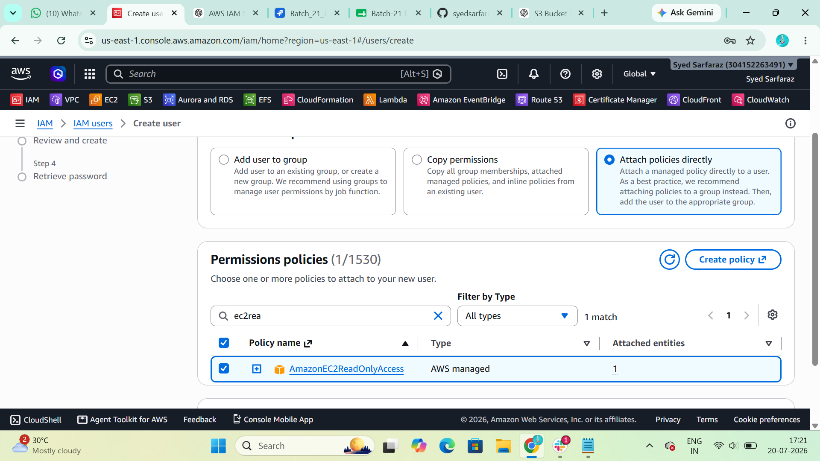 (10) Whats
Create use
AWS IAM S
Batch_21_
Batch-21 
syedsarfar
S3 Bucket
Ask Gemini
us-east-1.console.aws.amazon.com/iam/home?region=us-east-1#/users/create
aws
Search
[Alt+S]
Global
Syed Sarfaraz (304152263491)
Syed Sarfaraz
IAM
VPC
EC2
S3
Aurora and RDS
EFS
CloudFormation
Lambda
Amazon EventBridge
Route 53
Certificate Manager
CloudFront
CloudWatch
IAM
IAM users
Create user
Review and create
Step 4
Retrieve password
Add user to group
Add user to an existing group, or create a
new group. We recommend using groups to
manage user permissions by job function.
Copy permissions
Copy all group memberships, attached
managed policies, and inline policies from
an existing user.
Attach policies directly
Attach a managed policy directly to a user.
As a best practice, we recommend
attaching policies to a group instead. Then,
add the user to the appropriate group.
Permissions policies (1/1530)
Create policy
Choose one or more policies to attach to your new user.
Filter by Type
ec2rea
All types
1 match
1
Policy name
Type
Attached entities
AmazonEC2ReadOnlyAccess
AWS managed
1
CloudShell
Agent Toolkit for AWS
Feedback
Console Mobile App
© 2026, Amazon Web Services, Inc. or its affiliates.
Privacy
Terms
Cookie preferences
2
30°C
Mostly cloudy
Search
1
ENG
IN
17:21
20-07-2026